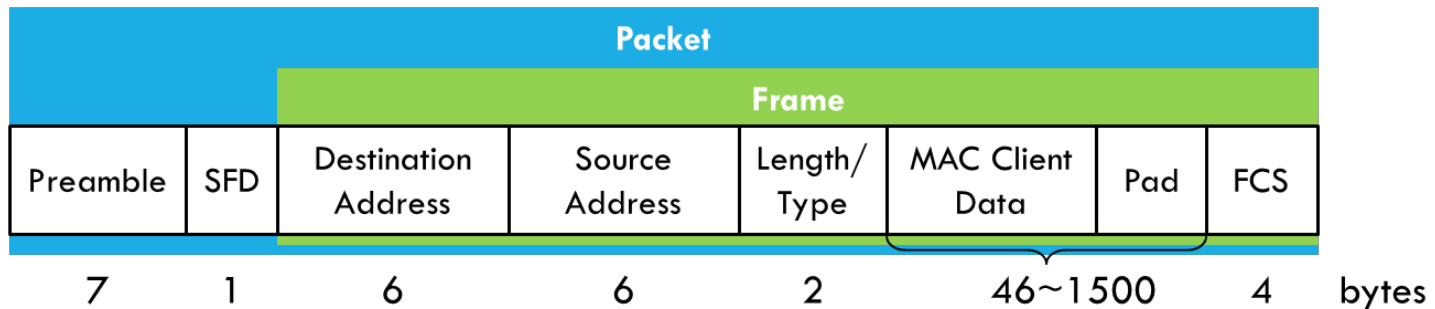 Packet
Frame
Preamble SFD Destination Address Source Address Length/ Type MAC Client Data Pad FCS
7 1 6 6 2 46~1500 4 bytes